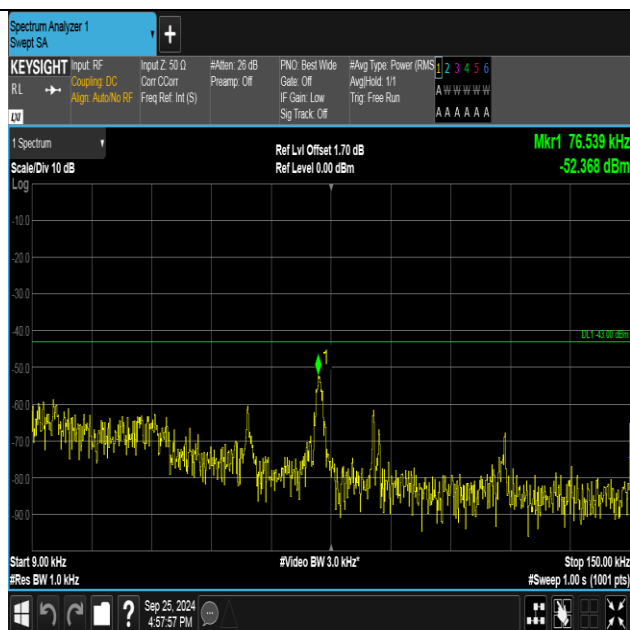 Spectrum Analyzer 1
Swept SA
+
KEYSIGHT
RL
LXI
Input: RF
Coupling: DC
Align: Auto/No RF
Input Z: 50 Ω
Corr CCorr
Freq Ref: Int (S)
#Atten: 26 dB
Preamp: Off
PNO: Best Wide
Gate: Off
IF Gain: Low
Sig Track: Off
#Avg Type: Power (RMS
Avg|Hold: 1/1
Trig: Free Run
1 2 3 4 5 6
A W W W W W
A A A A A A
1 Spectrum
Scale/Div 10 dB
Log
Ref Lvl Offset 1.70 dB
Ref Level 0.00 dBm
Mkr1 76.539 kHz
-52.368 dBm
-10.0
-20.0
-30.0
-40.0
DL1 -43.00 dBm
1
-50.0
-60.0
-70.0
-80.0
-90.0
Start 9.00 kHz
#Video BW 3.0 kHz*
Stop 150.00 kHz
#Res BW 1.0 kHz
#Sweep 1.00 s (1001 pts)
?
Sep 25, 2024
4:57:57 PM